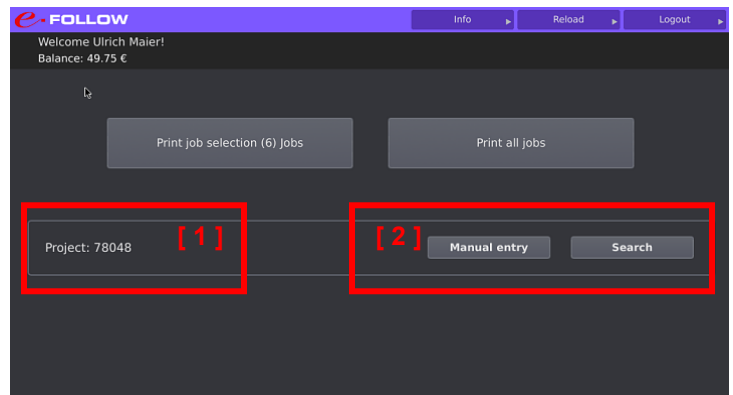 e-FOLLOW
Info Reload Logout
Welcome Ulrich Maier!
Balance: 49.75 €
Print job selection (6) Jobs Print all jobs
Project: 78048 [ 1 ] [ 2 ] Manual entry Search